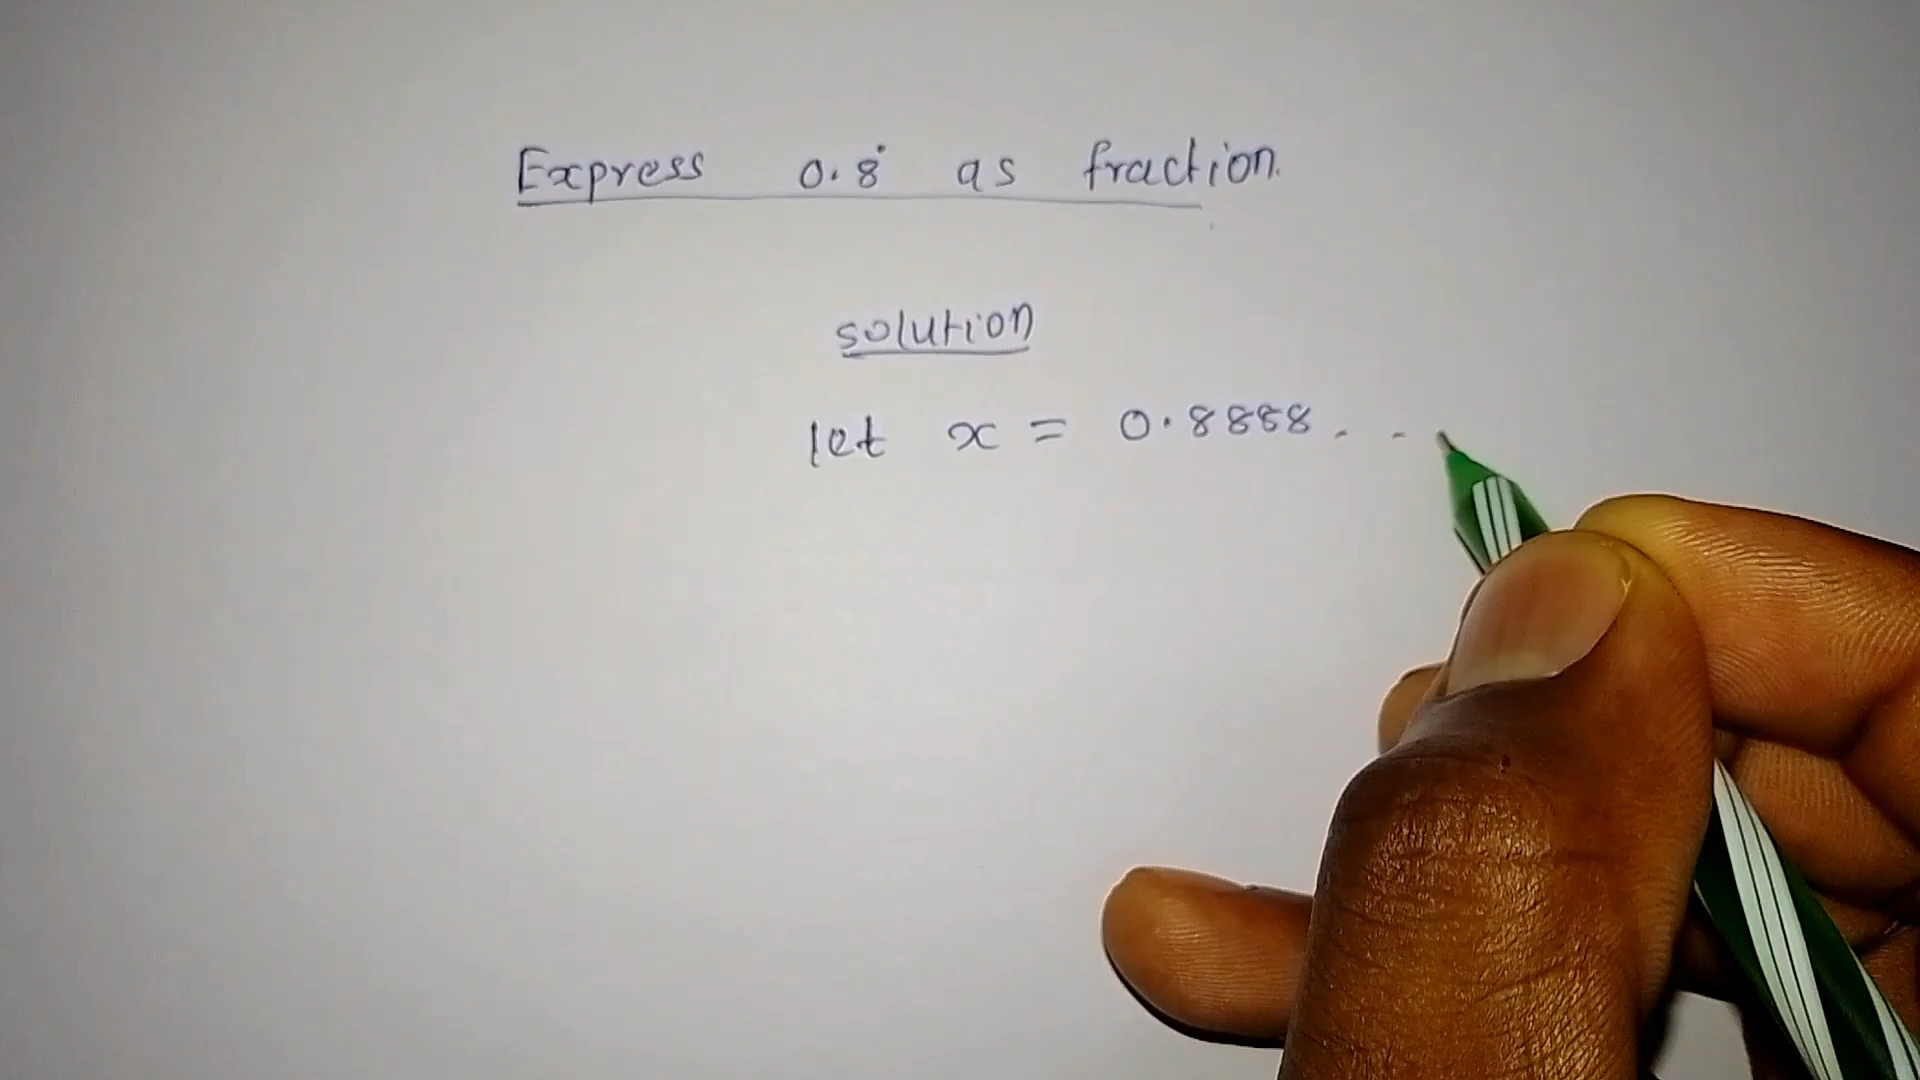 Express 0.8̇ as fraction.
solution
let x = 0.8888. . .